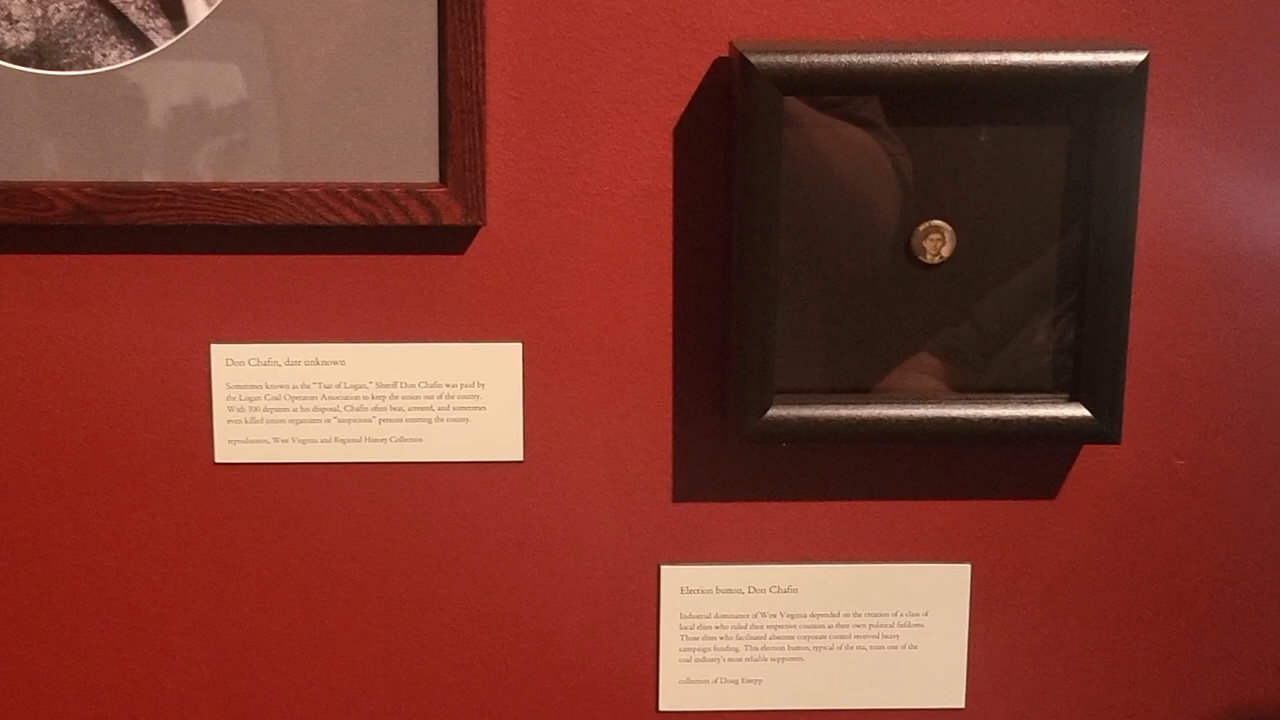 Don Chafin, date unknown
Sometimes known as the "Tsar of Logan," Sheriff Don Chafin was paid by
the Logan Coal Operators Association to keep the union out of the county.
With 300 deputies at his disposal, Chafin often beat, arrested, and sometimes
even killed union organizers or "suspicious" persons entering the county.
reproduction, West Virginia and Regional History Collection
Election button, Don Chafin
Industrial dominance of West Virginia depended on the creation of a class of
local elites who ruled their respective counties as their own political fiefdoms.
Those elites who facilitated absentee corporate control received heavy
campaign funding. This election button, typical of the era, touts one of the
coal industry's most reliable supporters.
collection of Doug Estepp